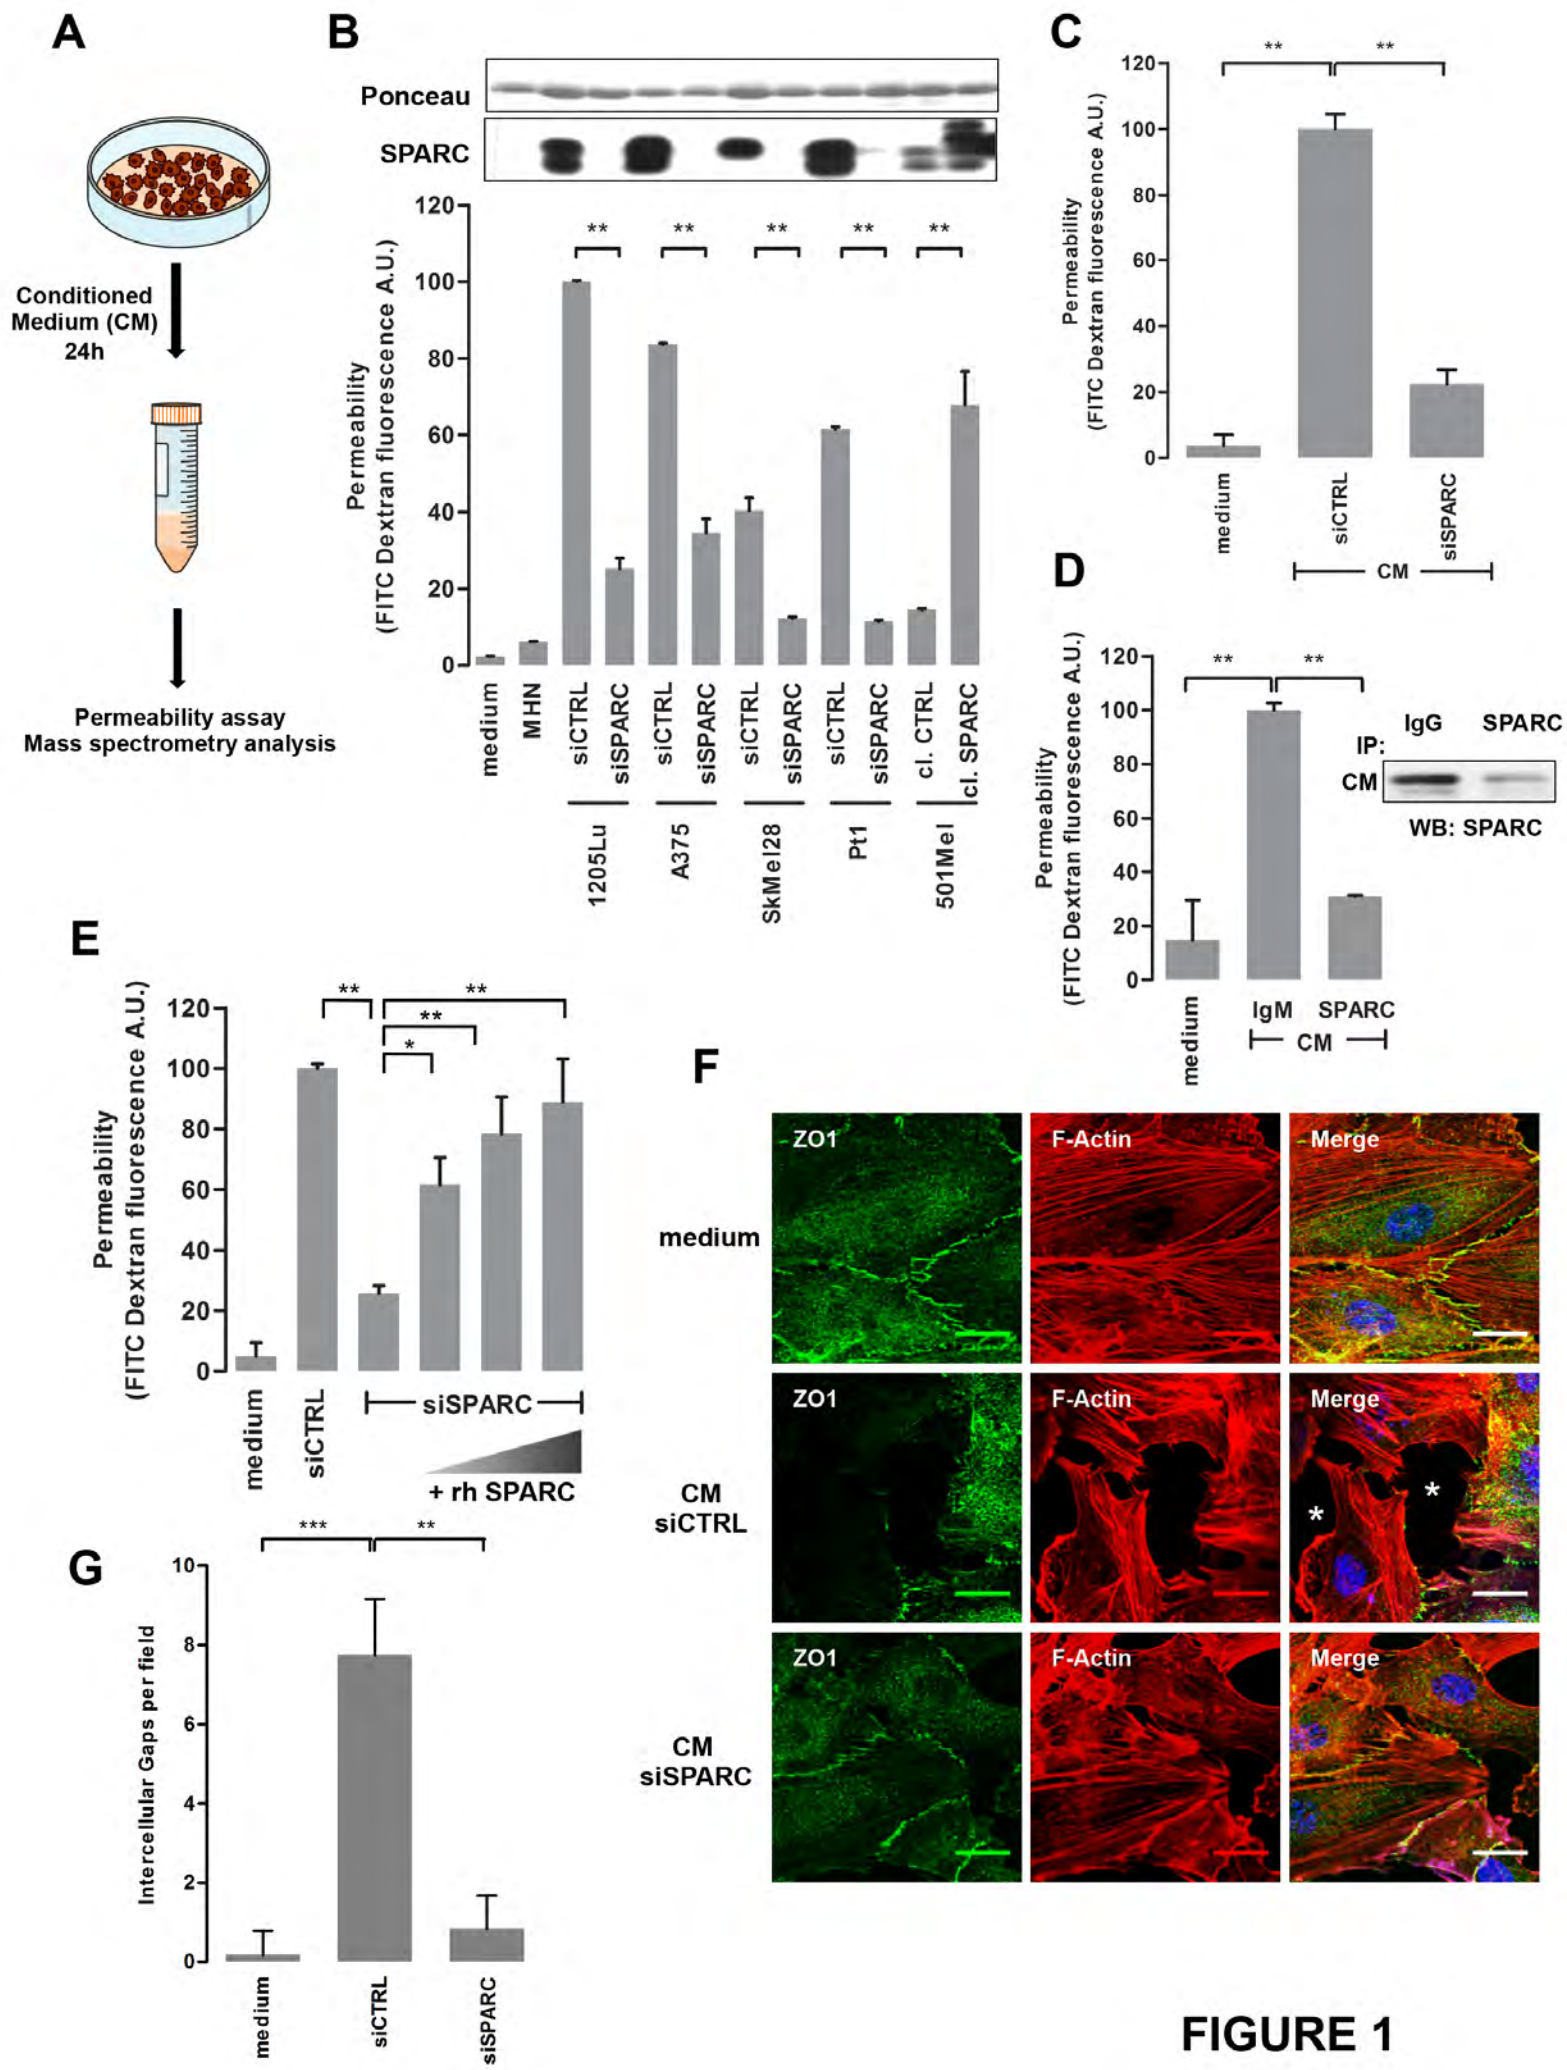 A
Conditioned
Medium (CM)
24h
Permeability assay
Mass spectrometry analysis
B
Ponceau
SPARC
Permeability
(FITC Dextran fluorescence A.U.)
120
100
80
60
40
20
0
**
**
**
**
**
medium
MHN
siCTRL
siSPARC
siCTRL
siSPARC
siCTRL
siSPARC
siCTRL
siSPARC
cl. CTRL
cl. SPARC
1205Lu
A375
SkMel28
Pt1
501Mel
C
Permeability
(FITC Dextran fluorescence A.U.)
120
100
80
60
40
20
0
**
**
medium
siCTRL
siSPARC
CM
D
Permeability
(FITC Dextran fluorescence A.U.)
120
100
80
60
40
20
0
**
**
medium
IgM
SPARC
CM
IP:
IgG
SPARC
CM
WB: SPARC
E
Permeability
(FITC Dextran fluorescence A.U.)
120
100
80
60
40
20
0
**
**
**
*
medium
siCTRL
siSPARC
+ rh SPARC
F
ZO1
F-Actin
Merge
medium
ZO1
F-Actin
Merge
CM
siCTRL
*
*
ZO1
F-Actin
Merge
CM
siSPARC
G
Intercellular Gaps per field
10
8
6
4
2
0
***
**
medium
siCTRL
siSPARC
FIGURE 1